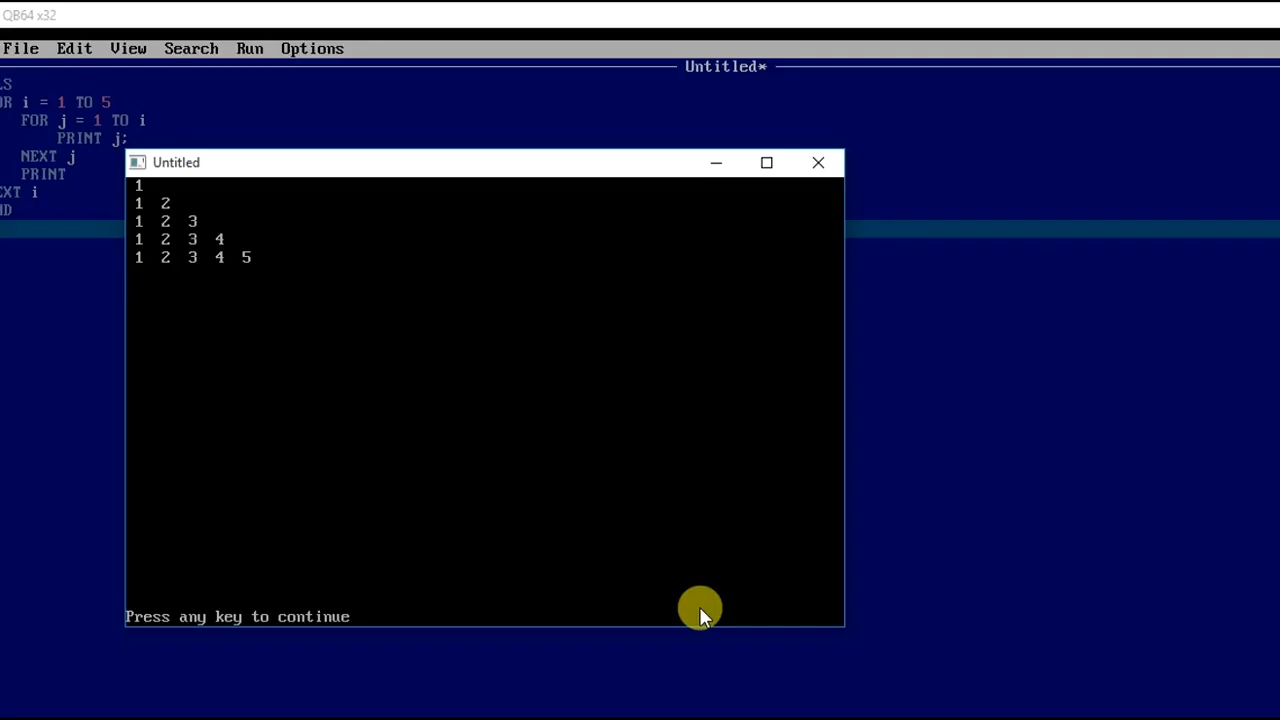 QB64 x32
File Edit View Search Run Options
Untitled*
LS
OR i = 1 TO 5
FOR j = 1 TO i
PRINT j;
NEXT j
PRINT
EXT i
ND
Untitled
1
1 2
1 2 3
1 2 3 4
1 2 3 4 5
Press any key to continue